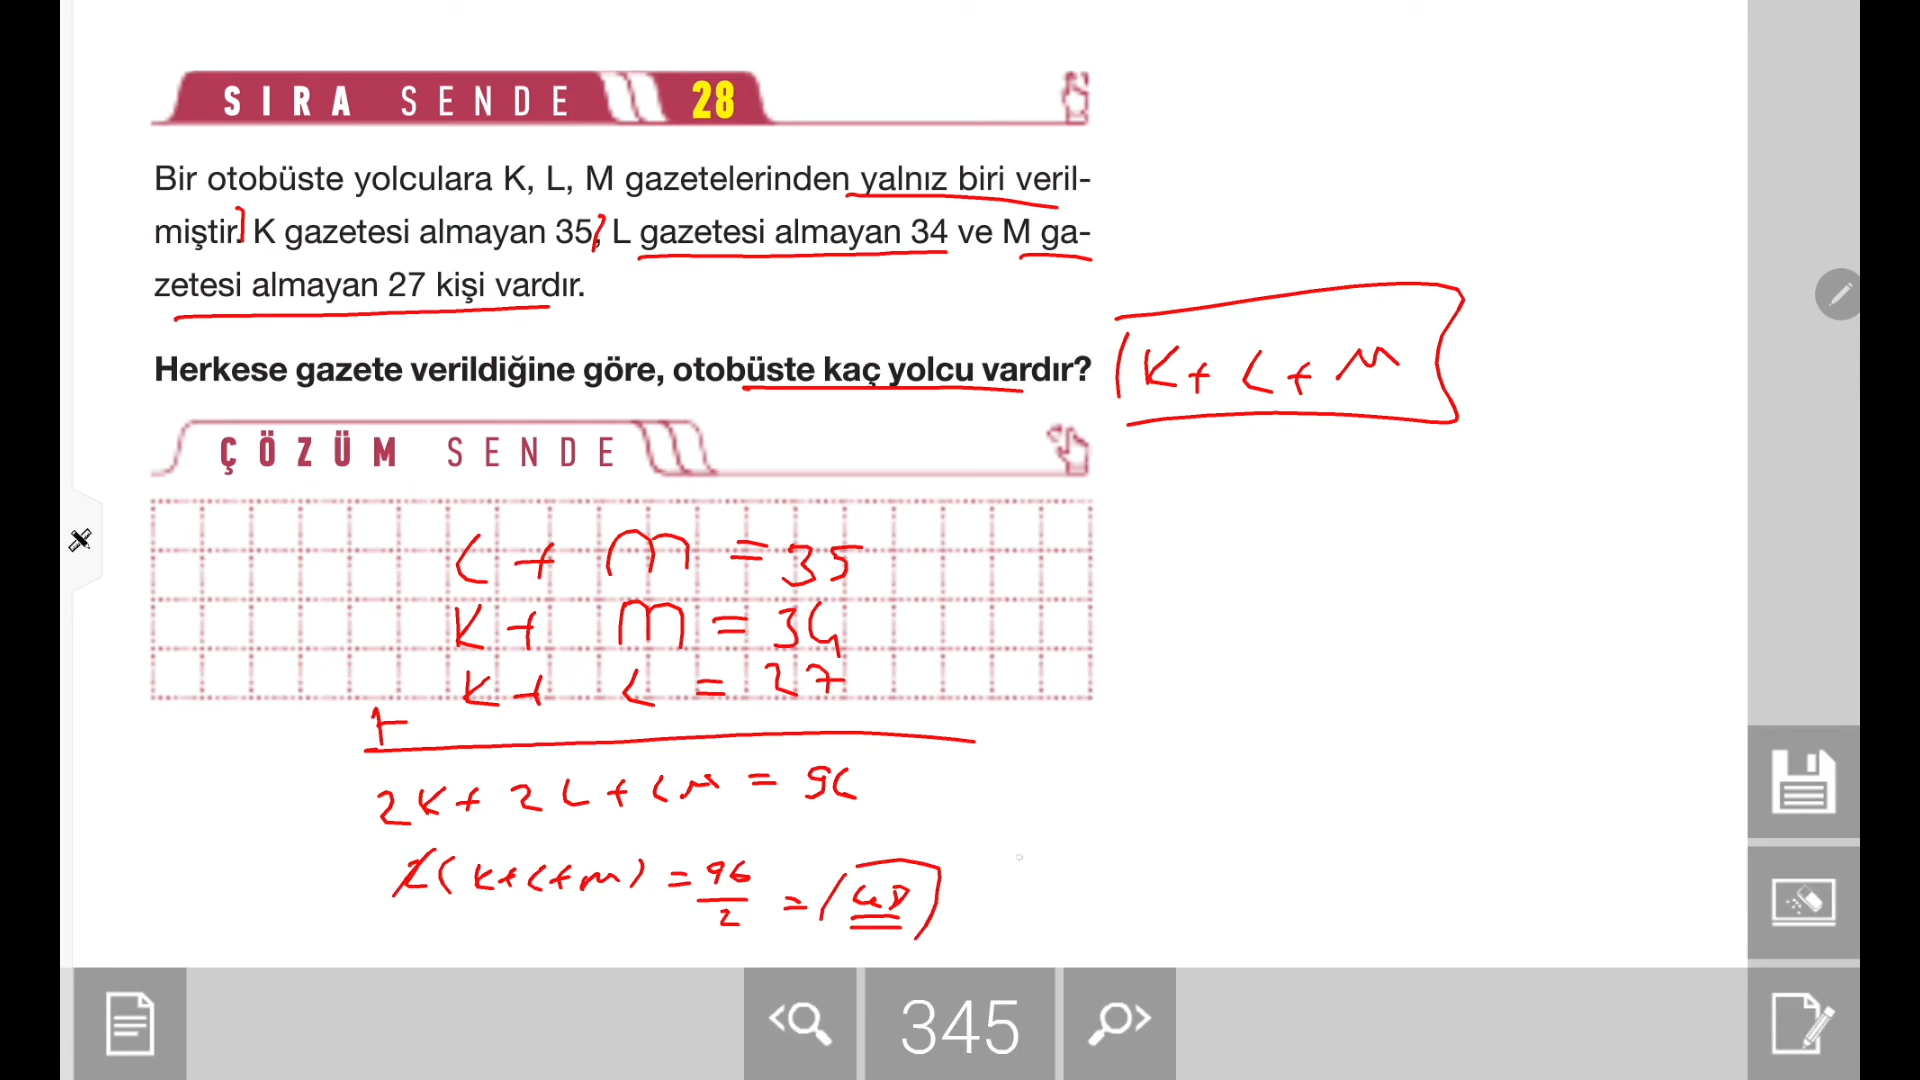 SIRA SENDE 28
Bir otobüste yolculara K, L, M gazetelerinden yalnız biri veril-
miştir. K gazetesi almayan 35, L gazetesi almayan 34 ve M ga-
zetesi almayan 27 kişi vardır.
Herkese gazete verildiğine göre, otobüste kaç yolcu vardır?
K + L + M
ÇÖZÜM SENDE
L + M = 35
K + M = 34
K + L = 27
+
2K + 2L + 2M = 96
2(K+L+M) = 96/2 = 48
345